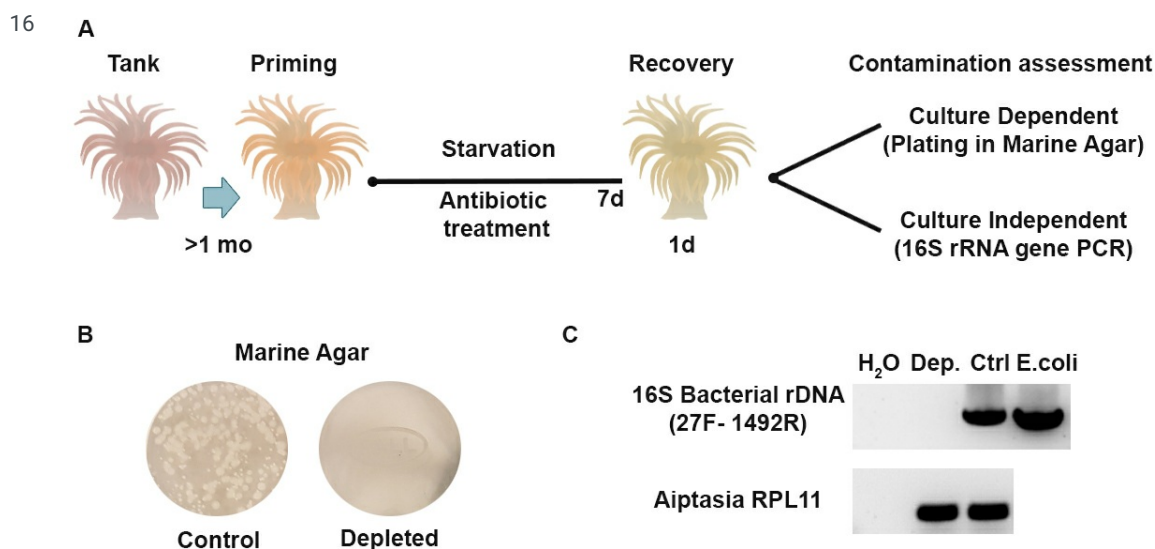 16
A
Tank
Priming
Recovery
Contamination assessment
>1 mo
Starvation
Antibiotic
treatment
7d
1d
Culture Dependent
(Plating in Marine Agar)
Culture Independent
(16S rRNA gene PCR)
B
Marine Agar
Control
Depleted
C
H₂O Dep. Ctrl E.coli
16S Bacterial rDNA
(27F- 1492R)
Aiptasia RPL11